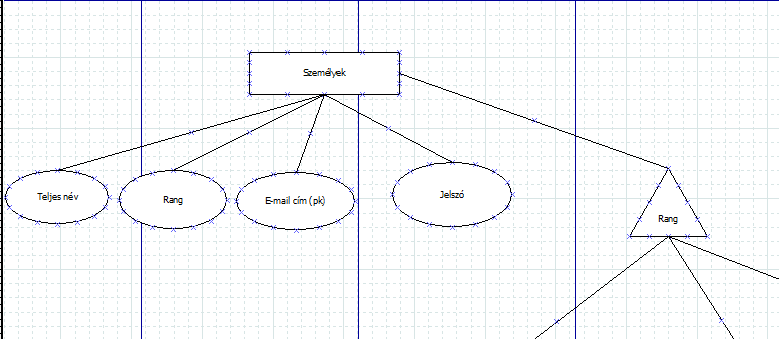 Személyek
Teljes név
Rang
E-mail cím (pk)
Jelszó
Rang